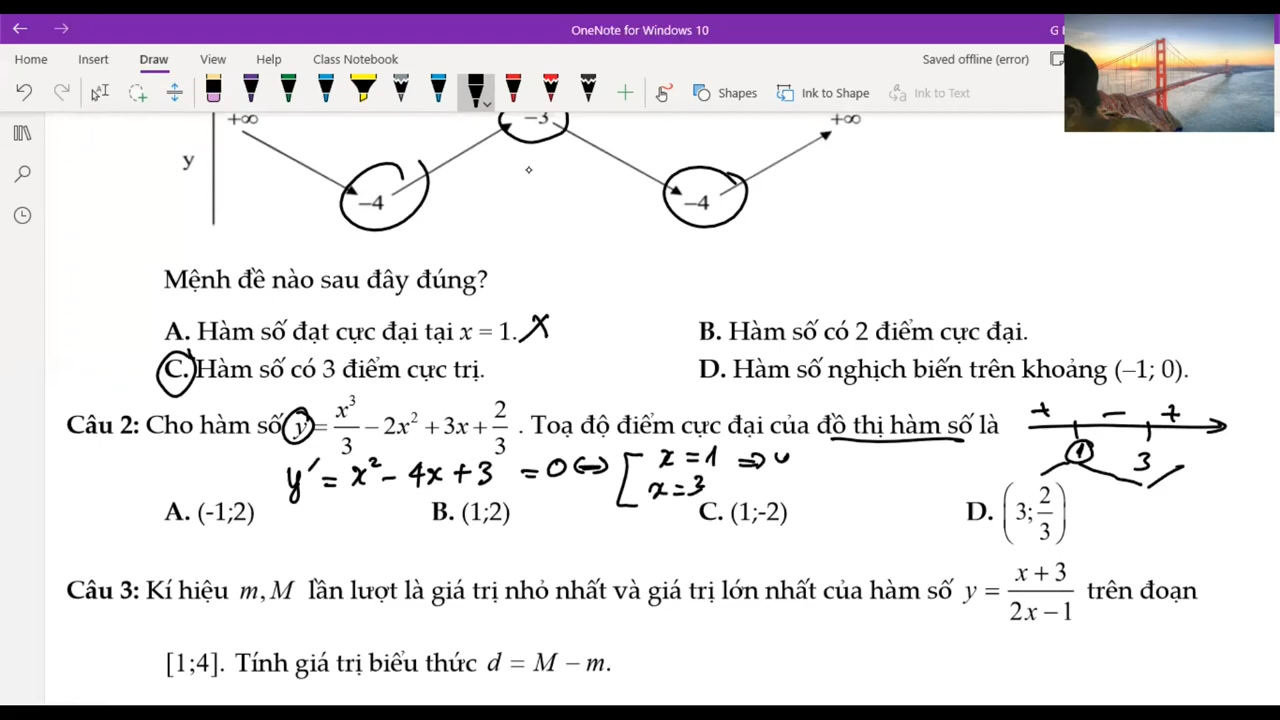 OneNote for Windows 10
Home Insert Draw View Help Class Notebook
Saved offline (error)
Shapes Ink to Shape Ink to Text
+∞ −3 +∞
y
−4 −4
Mệnh đề nào sau đây đúng?
A. Hàm số đạt cực đại tại x = 1. X
B. Hàm số có 2 điểm cực đại.
C. Hàm số có 3 điểm cực trị.
D. Hàm số nghịch biến trên khoảng (–1; 0).
Câu 2: Cho hàm số y = x³/3 − 2x² + 3x + 2/3 . Toạ độ điểm cực đại của đồ thị hàm số là
+ − +
1 3
y' = x² − 4x + 3 = 0 ⇔ [ x = 1 ⇒
x = 3
A. (-1;2) B. (1;2) C. (1;-2) D. (3; 2/3)
Câu 3: Kí hiệu m, M lần lượt là giá trị nhỏ nhất và giá trị lớn nhất của hàm số y = (x + 3)/(2x − 1) trên đoạn
[1;4]. Tính giá trị biểu thức d = M − m.